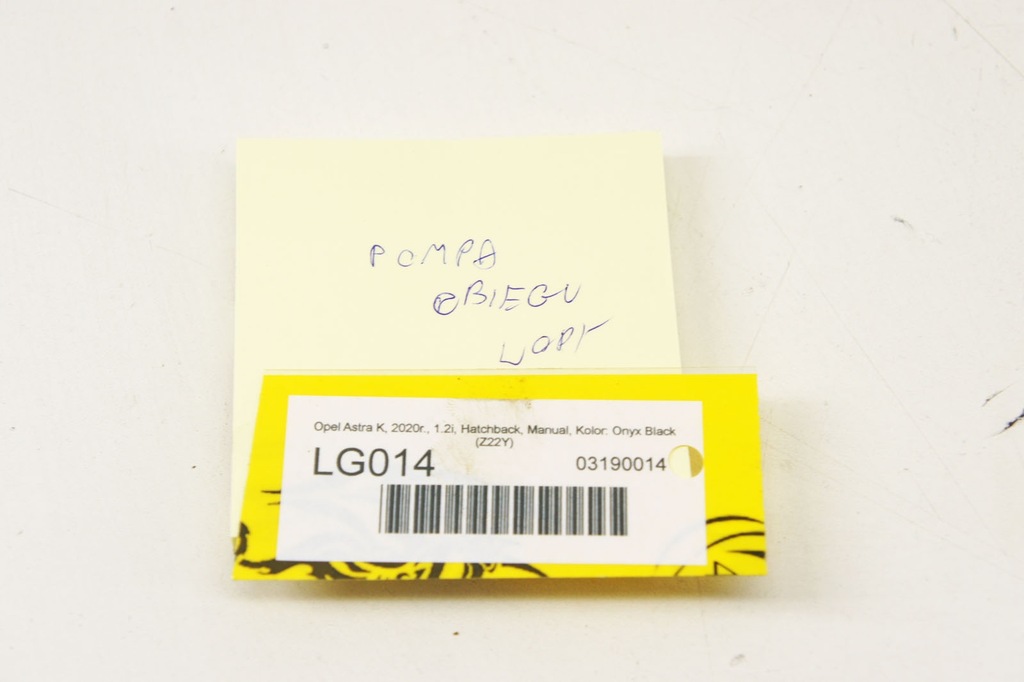 POMPA
OBIEGU
WODY
Opel Astra K, 2020r., 1.2i, Hatchback, Manual, Kolor: Onyx Black
(Z22Y)
LG014
03190014